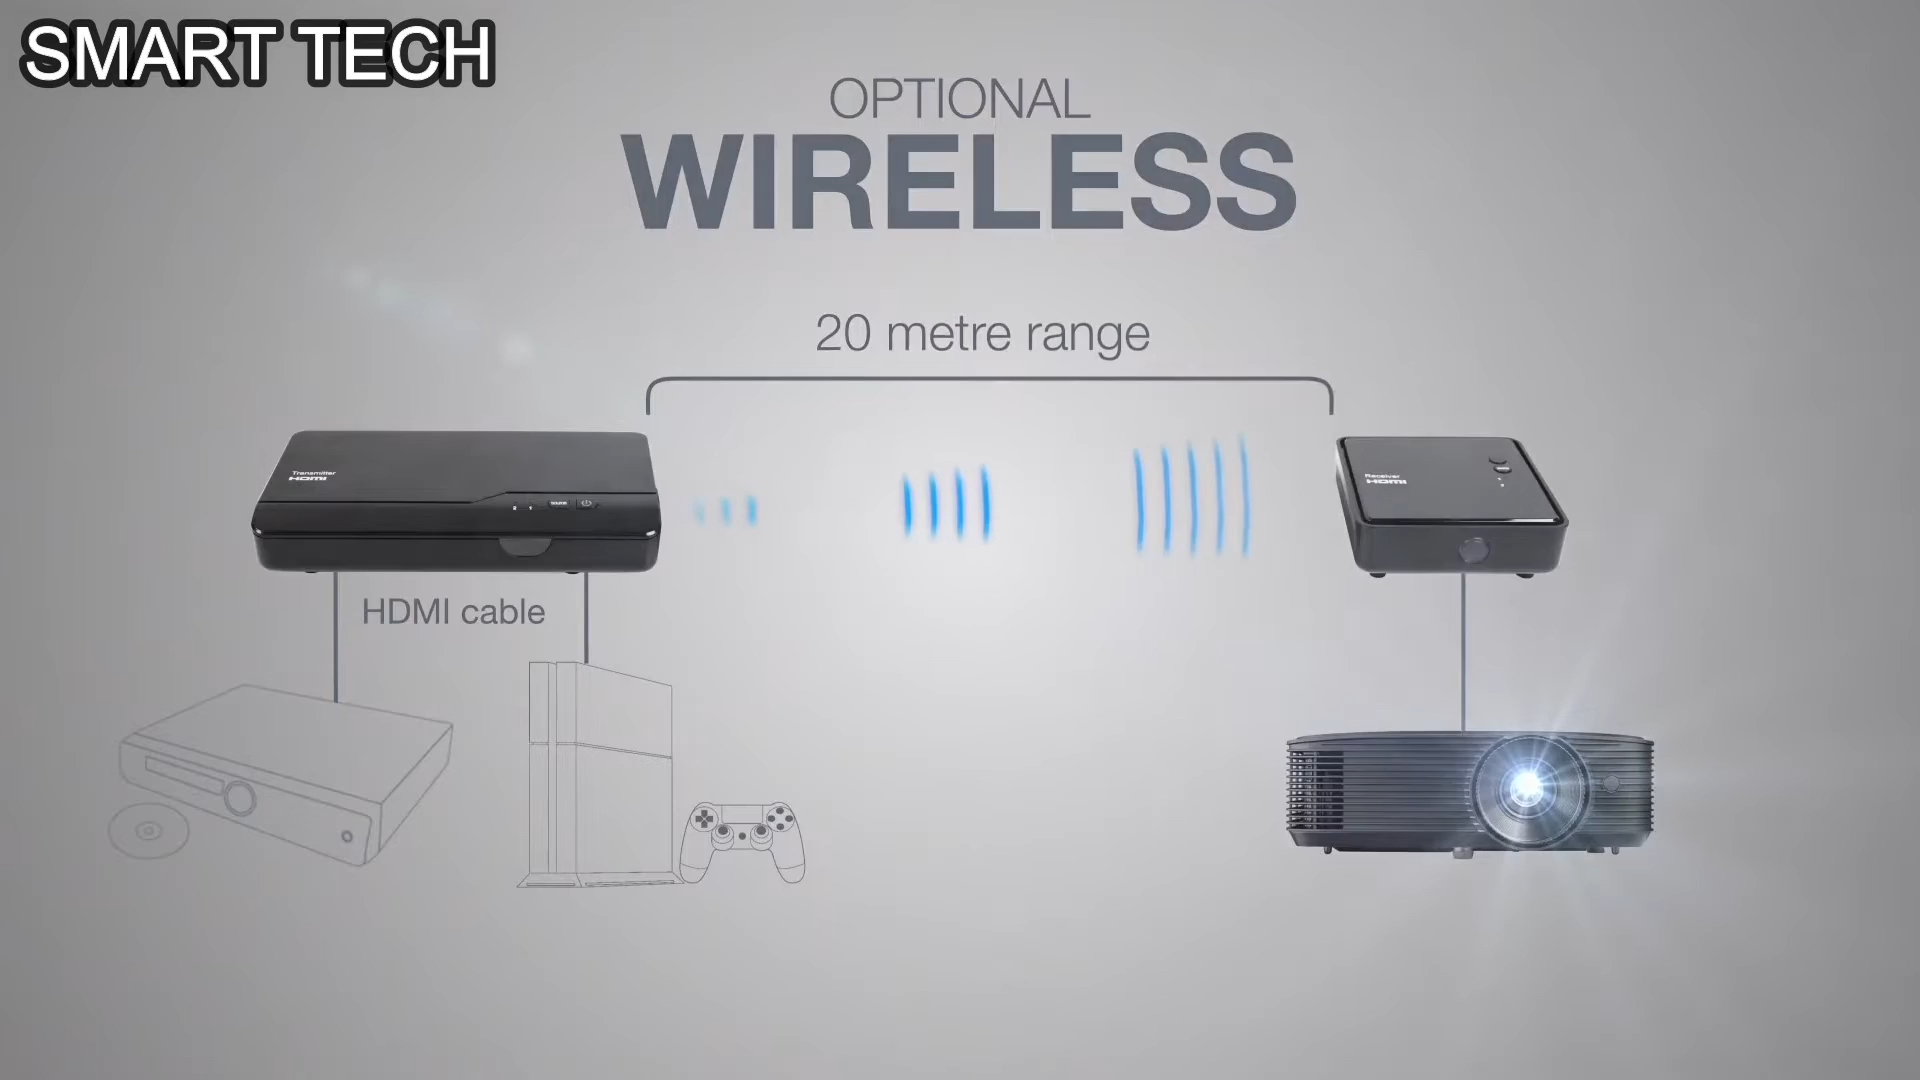 SMART TECH
OPTIONAL
WIRELESS
20 metre range
Transmitter
HDMI
Receiver
HDMI
HDMI cable